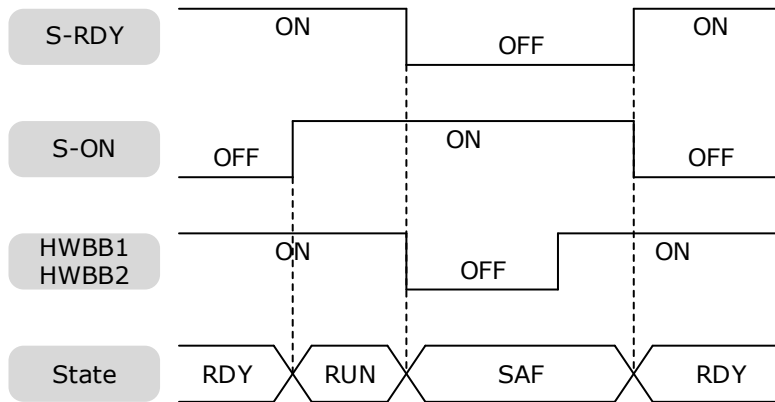 S-RDY
ON
OFF
ON
S-ON
OFF
ON
OFF
HWBB1
HWBB2
ON
OFF
ON
State
RDY
RUN
SAF
RDY